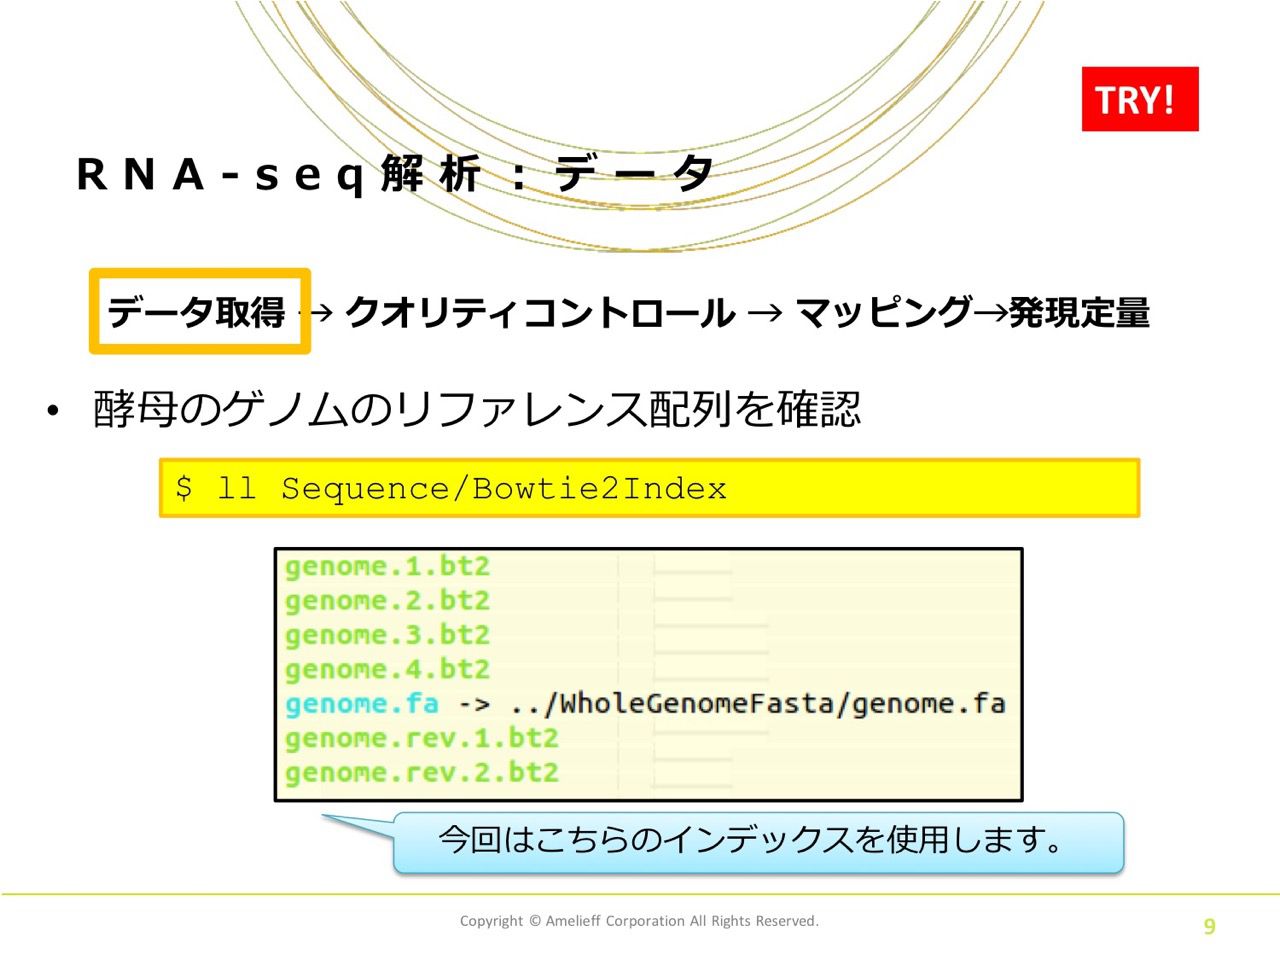 TRY!
RNA-seq解析：データ
データ取得 → クオリティコントロール → マッピング→発現定量
• 酵母のゲノムのリファレンス配列を確認
$ ll Sequence/Bowtie2Index
genome.1.bt2
genome.2.bt2
genome.3.bt2
genome.4.bt2
genome.fa -> ../WholeGenomeFasta/genome.fa
genome.rev.1.bt2
genome.rev.2.bt2
今回はこちらのインデックスを使用します。
Copyright © Amelieff Corporation All Rights Reserved.
9